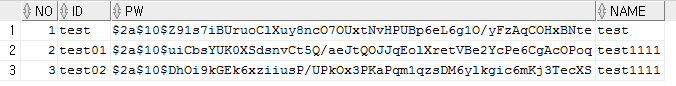 NO ID PW NAME
1 1 test $2a$10$Z91s7iBUruoClXuy8ncO7OUxtNvHPUBp6eL6g1O/yFzAqCOHxBNte test
2 2 test01 $2a$10$uiCbsYUK0XSdsnvCt5Q/aeJtQOJJqEolXretVBe2YcPe6CgAcOPoq test1111
3 3 test02 $2a$10$DhOi9kGEk6xziiusP/UPkOx3PKaPqm1qzsDM6ylkgic6mKj3TecXS test1111